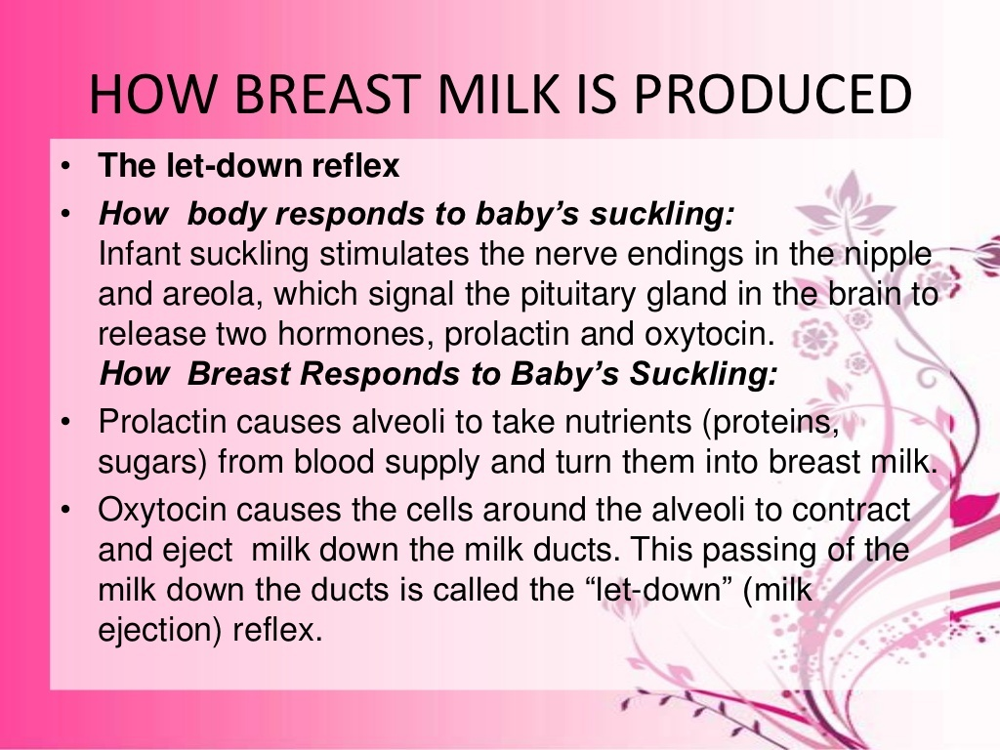 HOW BREAST MILK IS PRODUCED
• The let-down reflex
• How  body responds to baby’s suckling:
Infant suckling stimulates the nerve endings in the nipple
and areola, which signal the pituitary gland in the brain to
release two hormones, prolactin and oxytocin.
How  Breast Responds to Baby’s Suckling:
• Prolactin causes alveoli to take nutrients (proteins,
sugars) from blood supply and turn them into breast milk.
• Oxytocin causes the cells around the alveoli to contract
and eject  milk down the milk ducts. This passing of the
milk down the ducts is called the “let-down” (milk
ejection) reflex.